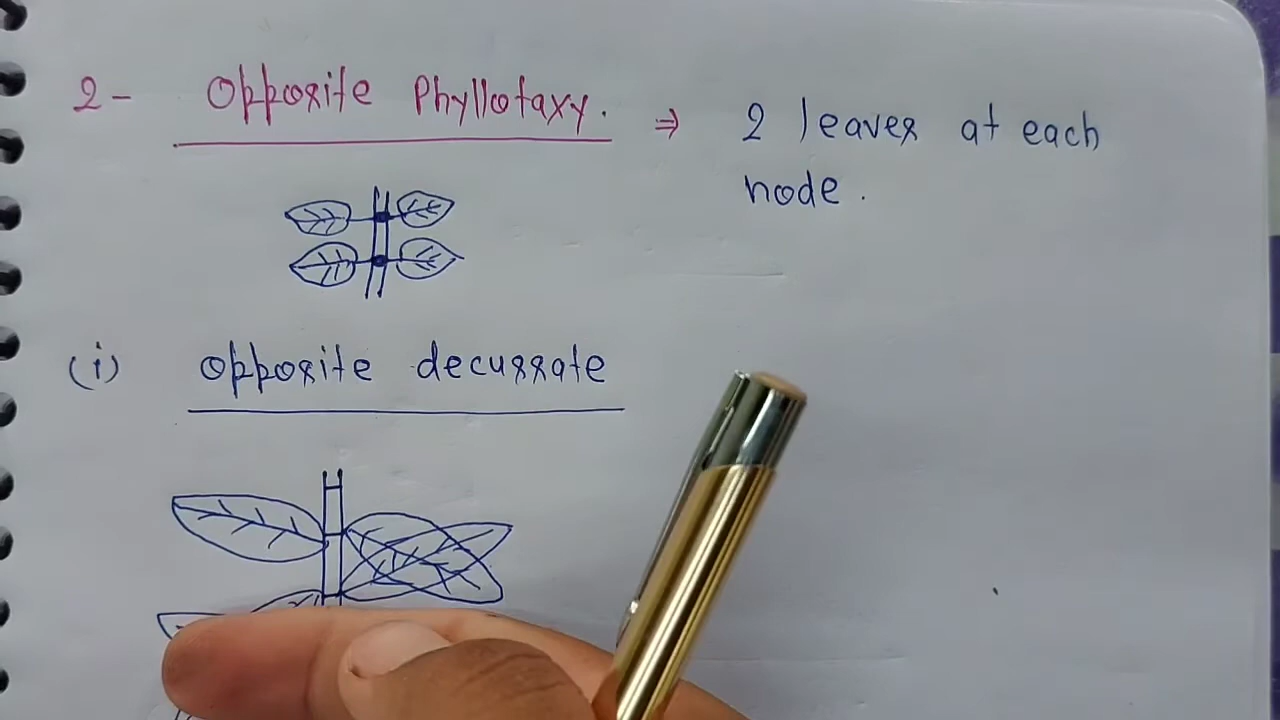 2- Opposite Phyllotaxy. ⇒ 2 leaves at each
node.
(i) opposite decussate